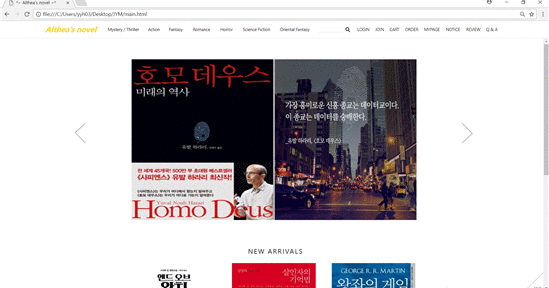 Althea's novel ~*
file:///C:/Users/yyh03/Desktop/JYM/main.html
Althea's novel
Mystery / Thriller Action Fantasy Romance Horror Science Fiction Oriental Fantasy
LOGIN JOIN CART ORDER MYPAGE NOTICE REVIEW Q & A
호모 데우스
미래의 역사
유발 하라리
전 세계 45개국! 500만 부 초대형 베스트셀러
《사피엔스》 유발 하라리 최신작!
Yuval Noah Harari
Homo Deus
가장 흥미로운 신흥 종교는 데이터교이다.
이 종교는 데이터를 숭배한다.
_유발 하라리, 《호모 데우스》
NEW ARRIVALS
핸드 오브
살인자의
기억법
GEORGE R. R. MARTIN
왕좌의 게임